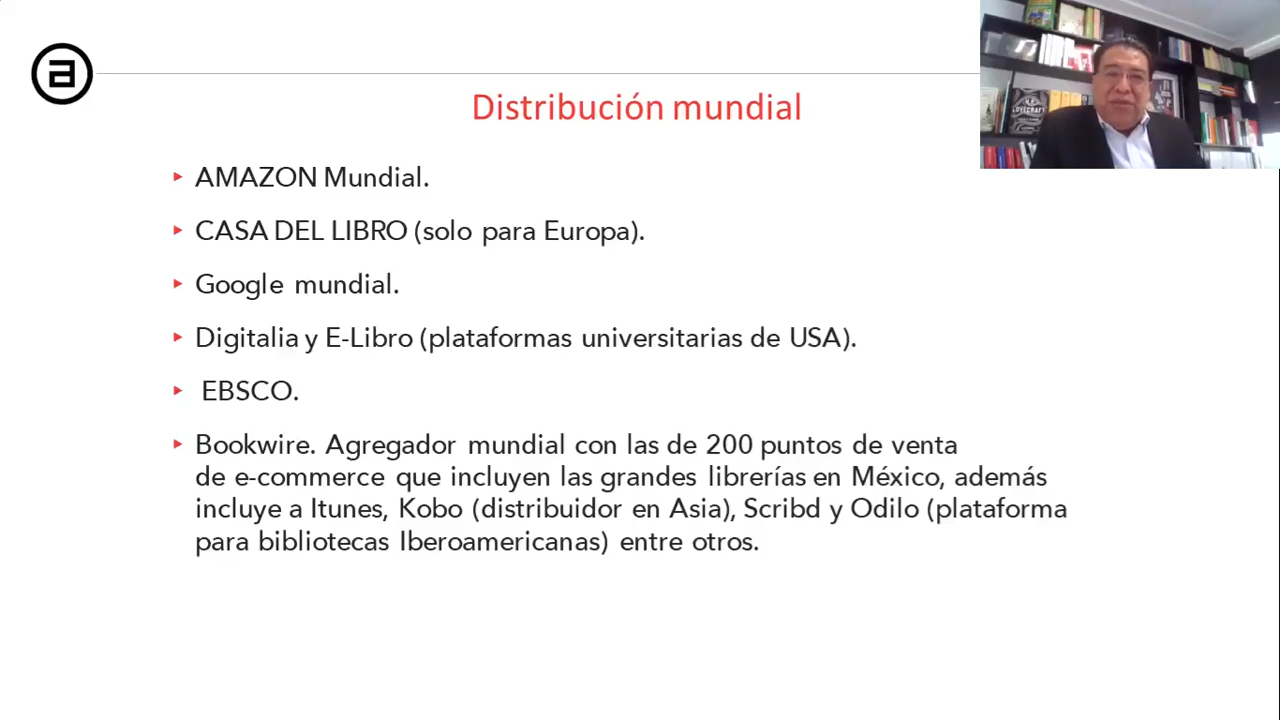 a
Distribución mundial
AMAZON Mundial.
CASA DEL LIBRO (solo para Europa).
Google mundial.
Digitalia y E-Libro (plataformas universitarias de USA).
EBSCO.
Bookwire. Agregador mundial con las de 200 puntos de venta
de e-commerce que incluyen las grandes librerías en México, además
incluye a Itunes, Kobo (distribuidor en Asia), Scribd y Odilo (plataforma
para bibliotecas Iberoamericanas) entre otros.
LOVECRAFT